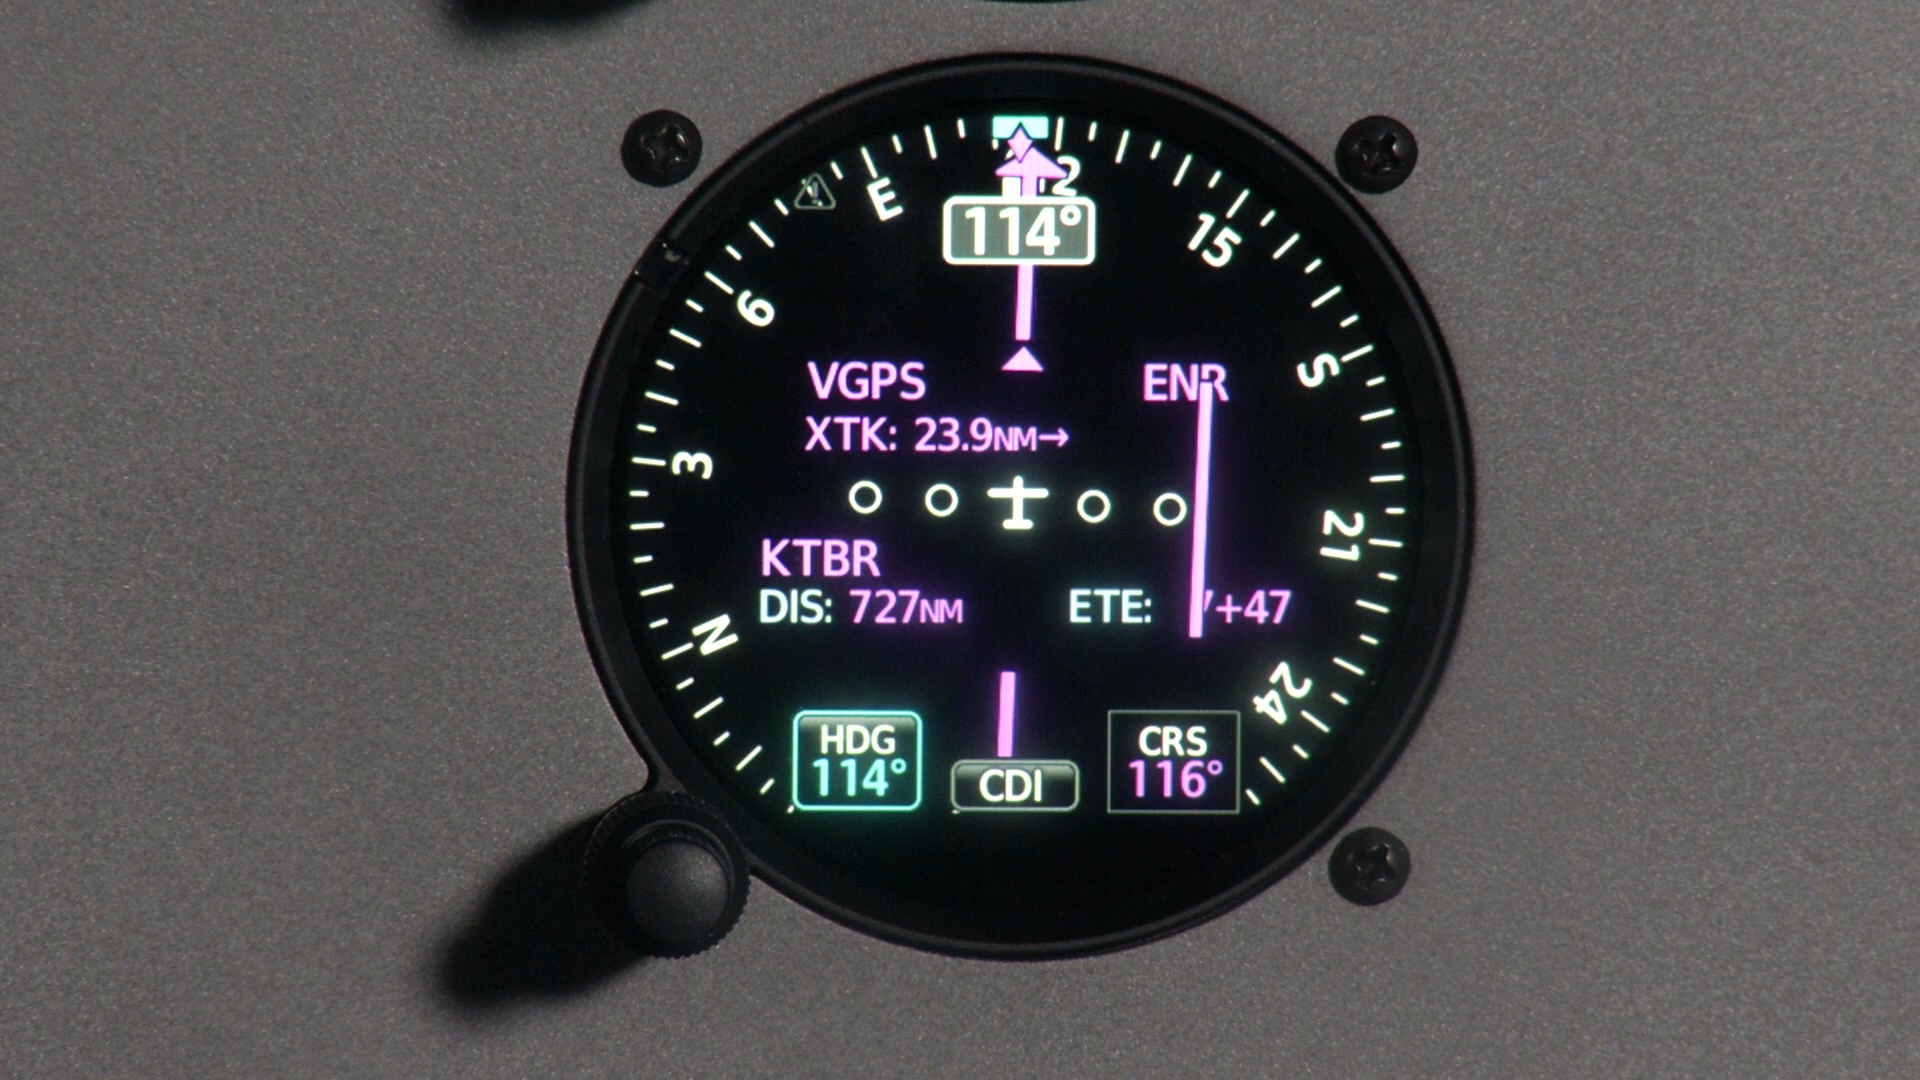 E
15
6
S
3
21
N
24
114°
VGPS
ENR
XTK: 23.9NM→
KTBR
DIS: 727NM
ETE: +47
HDG
114°
CDI
CRS
116°